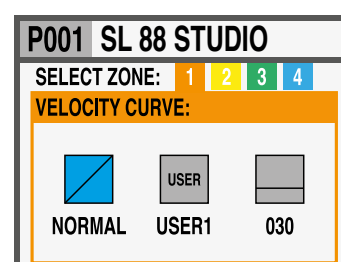 P001 SL 88 STUDIO
SELECT ZONE: 1 2 3 4
VELOCITY CURVE:
USER
NORMAL USER1 030